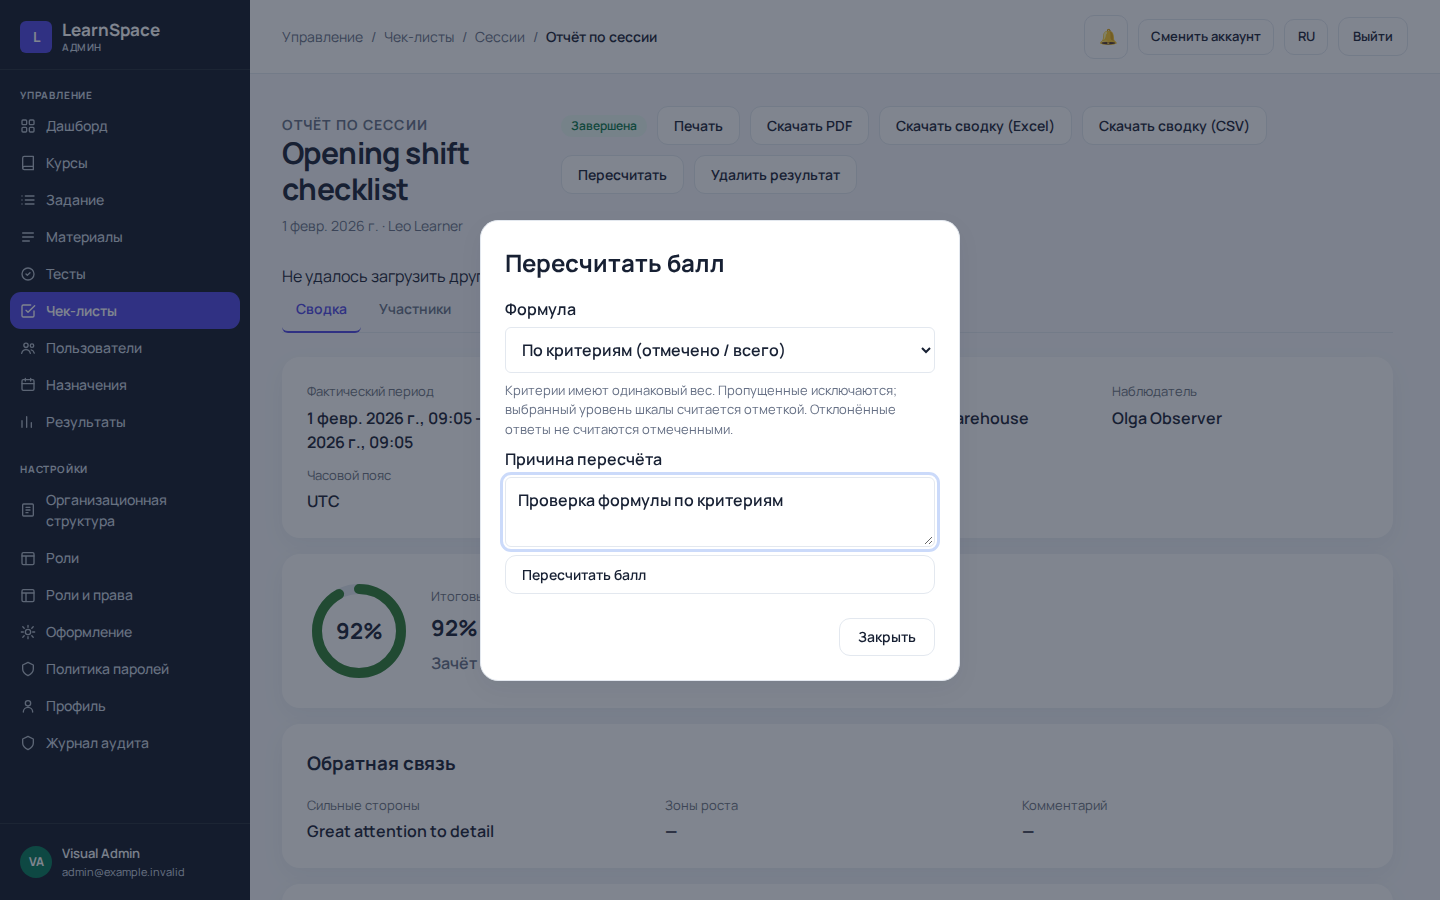 L
LearnSpace
АДМИН
УПРАВЛЕНИЕ
Дашборд
Курсы
Задание
Материалы
Тесты
Чек-листы
Пользователи
Назначения
Результаты
НАСТРОЙКИ
Организационная
структура
Роли
Роли и права
Оформление
Политика паролей
Профиль
Журнал аудита
VA
Visual Admin
admin@example.invalid
Управление / Чек-листы / Сессии / Отчёт по сессии
Сменить аккаунт
RU
Выйти
ОТЧЁТ ПО СЕССИИ
Opening shift
checklist
1 февр. 2026 г. · Leo Learner
Завершена
Печать
Скачать PDF
Скачать сводку (Excel)
Скачать сводку (CSV)
Пересчитать
Удалить результат
Не удалось загрузить
Сводка
Участники
Фактический период
1 февр. 2026 г., 09:05
2026 г., 09:05
Часовой пояс
UTC
Наблюдатель
Olga Observer
92%
92%
Зачёт
Обратная связь
Сильные стороны
Great attention to detail
Зоны роста
—
Комментарий
—
Пересчитать балл
Формула
По критериям (отмечено / всего)
Критерии имеют одинаковый вес. Пропущенные исключаются;
выбранный уровень шкалы считается отметкой. Отклонённые
ответы не считаются отмеченными.
Причина пересчёта
Проверка формулы по критериям
Пересчитать балл
Закрыть